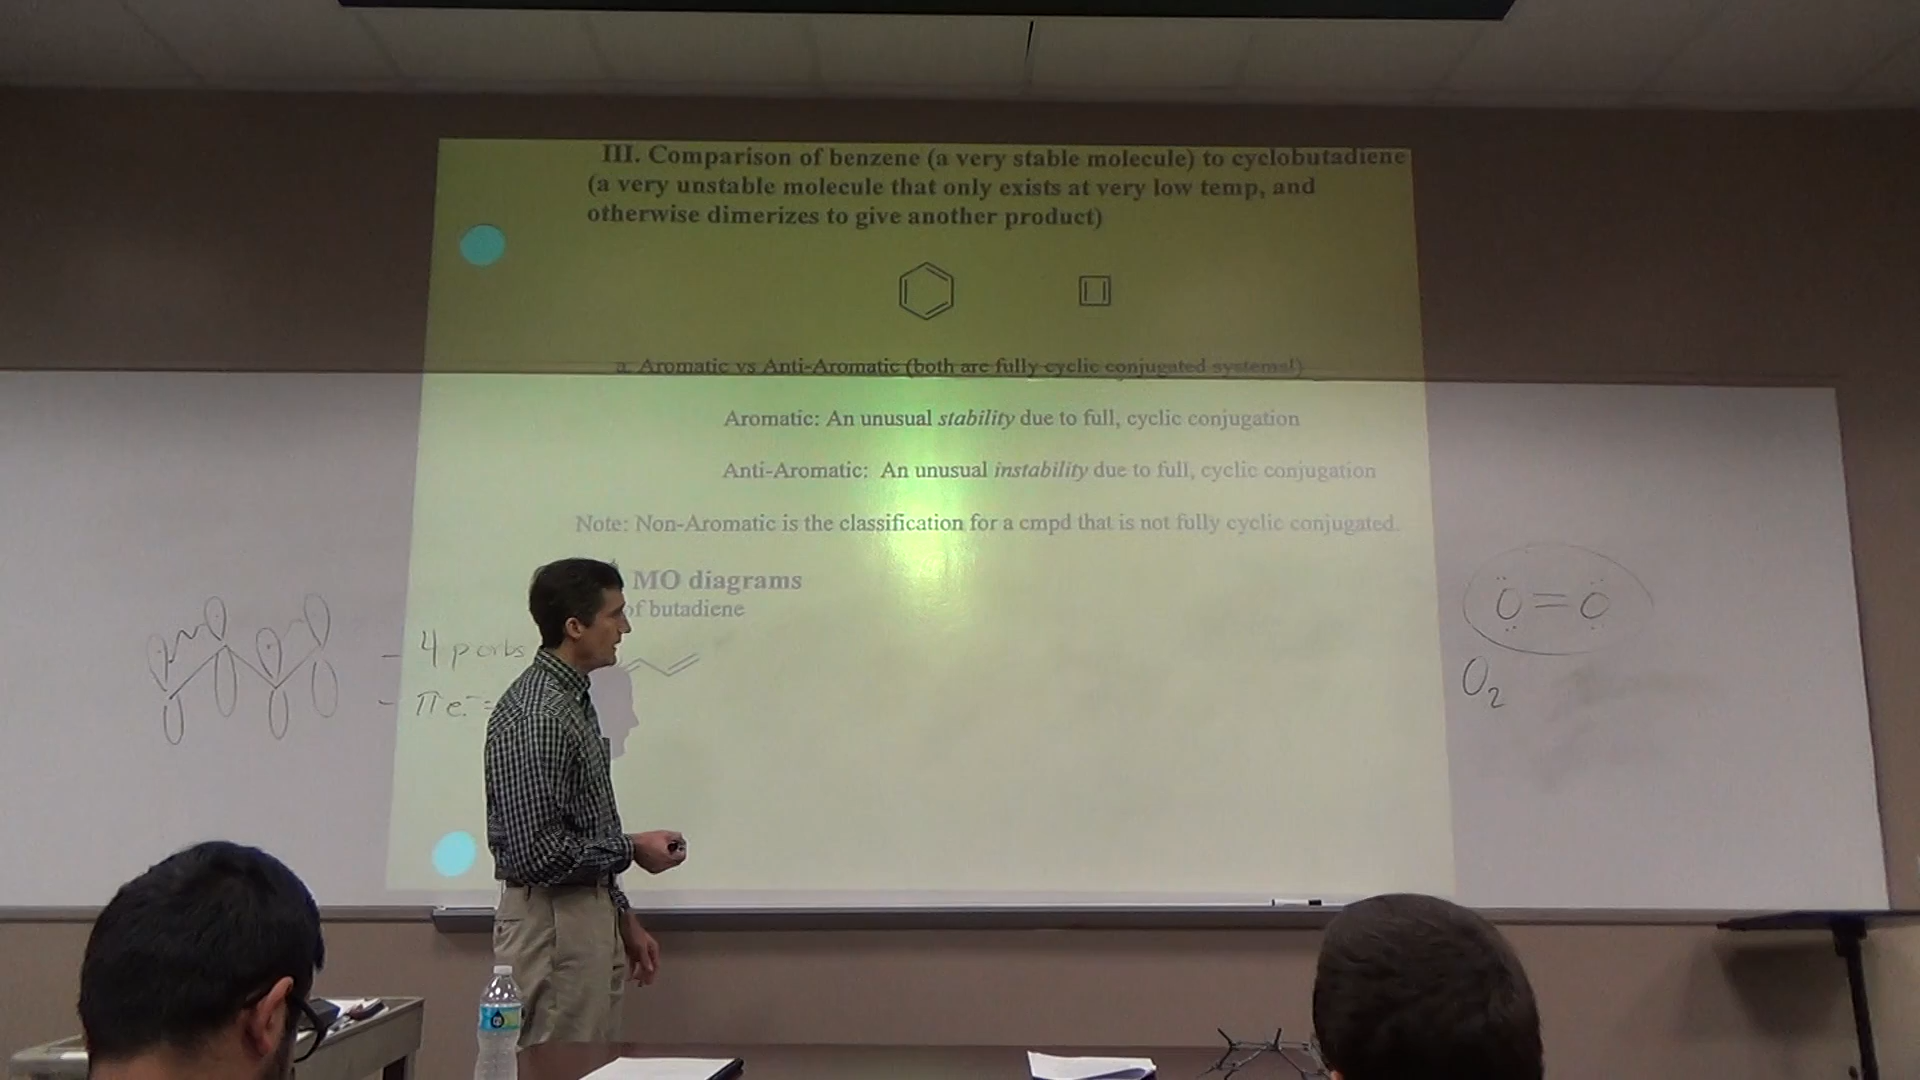 III. Comparison of benzene (a very stable molecule) to cyclobutadiene
(a very unstable molecule that only exists at very low temp, and
otherwise dimerizes to give another product)
a. Aromatic vs Anti-Aromatic (both are fully cyclic conjugated systems!)
Aromatic: An unusual stability due to full, cyclic conjugation
Anti-Aromatic: An unusual instability due to full, cyclic conjugation
Note: Non-Aromatic is the classification for a cmpd that is not fully cyclic conjugated.
MO diagrams
of butadiene
- 4 p orbs
- π e⁻ =
O=O
O₂